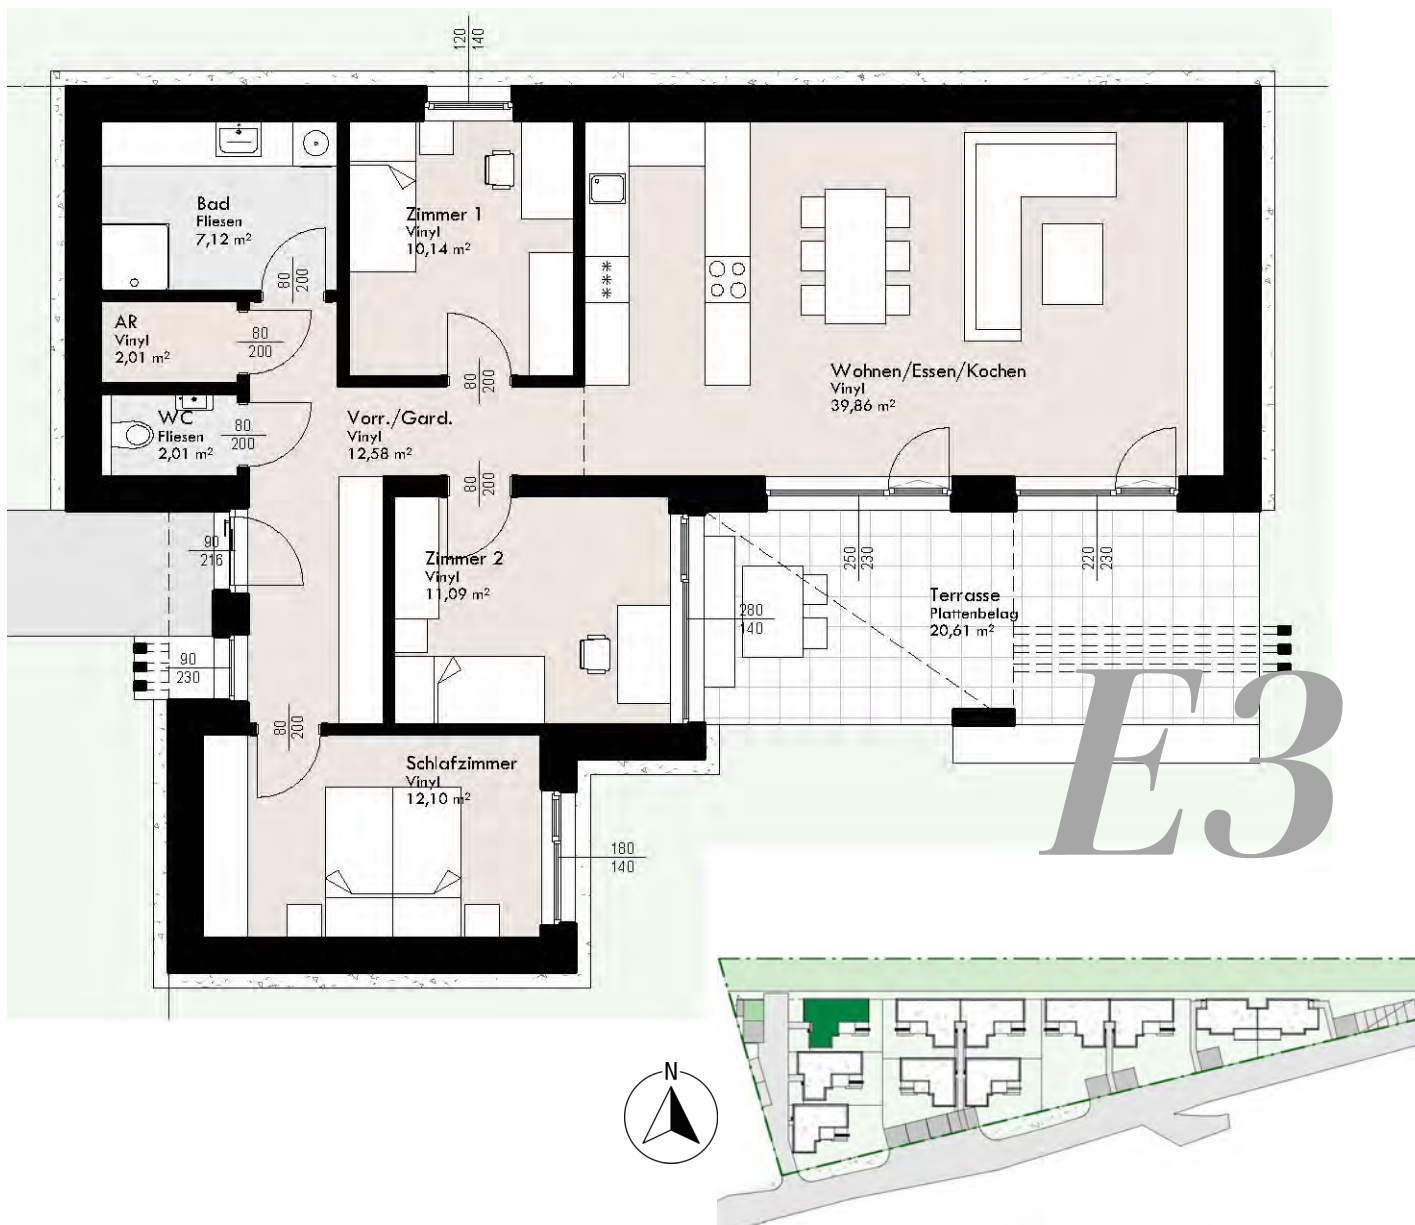 120
140
Bad
Fliesen
7,12 m²
80
200
Zimmer 1
Vinyl
10,14 m²
80
200
AR
Vinyl
2,01 m²
80
200
WC
Fliesen
2,01 m²
80
200
Vorr./Gard.
Vinyl
12,58 m²
Wohnen/Essen/Kochen
Vinyl
39,86 m²
80
200
90
216
Zimmer 2
Vinyl
11,09 m²
250
230
220
230
280
140
Terrasse
Plattenbelag
20,61 m²
90
230
80
200
E3
Schlafzimmer
Vinyl
12,10 m²
180
140
N